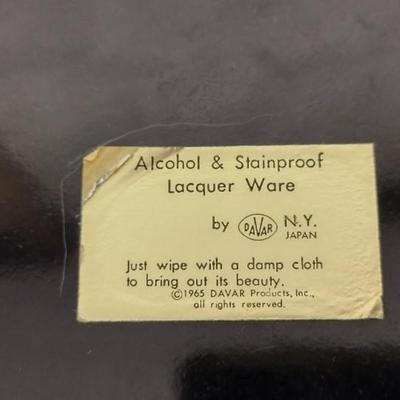 Alcohol & Stainproof
Lacquer Ware
by DAVAR N.Y.
JAPAN
Just wipe with a damp cloth
to bring out its beauty.
©1965 DAVAR Products, Inc.,
all rights reserved.